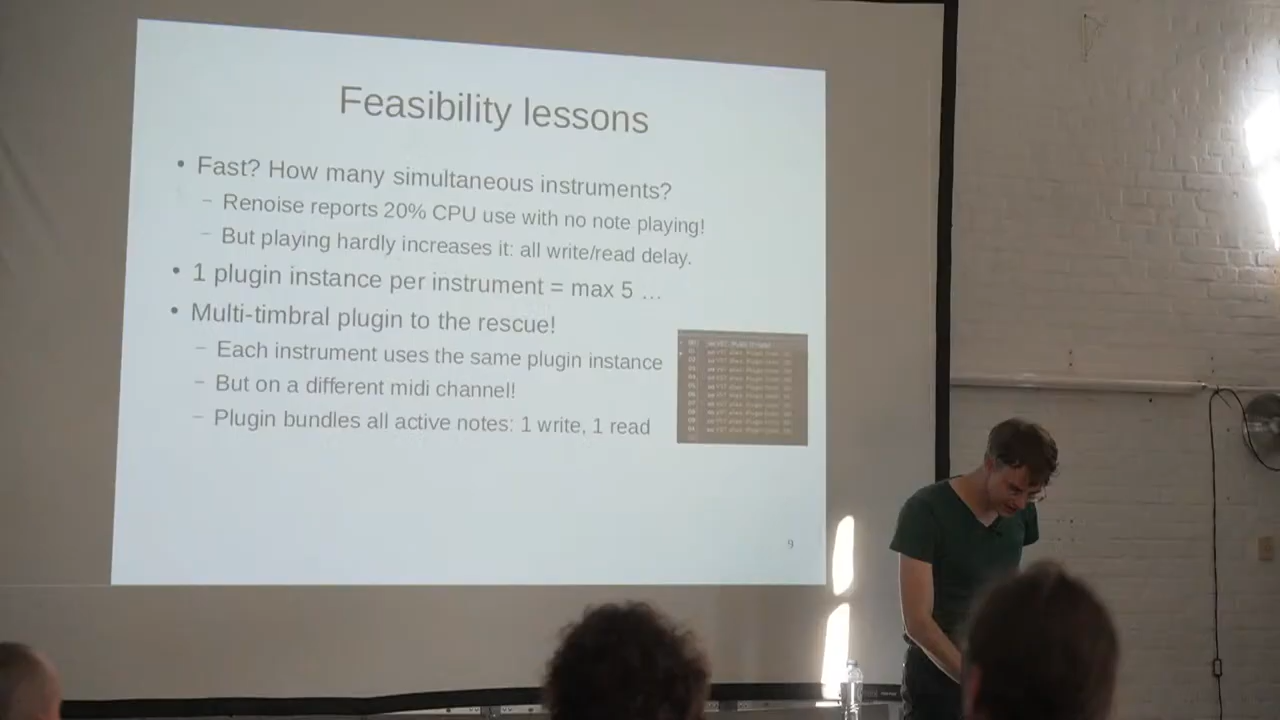 Feasibility lessons
• Fast? How many simultaneous instruments?
– Renoise reports 20% CPU use with no note playing!
– But playing hardly increases it: all write/read delay.
• 1 plugin instance per instrument = max 5 …
• Multi-timbral plugin to the rescue!
– Each instrument uses the same plugin instance
– But on a different midi channel!
– Plugin bundles all active notes: 1 write, 1 read
9